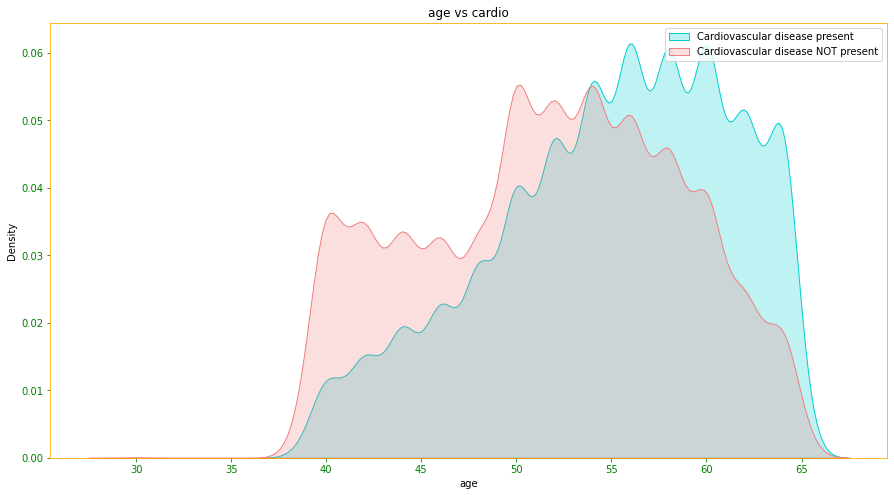 age vs cardio
Cardiovascular disease present
Cardiovascular disease NOT present
0.06
0.05
0.04
0.03
0.02
0.01
0.00
Density
30 35 40 45 50 55 60 65
age